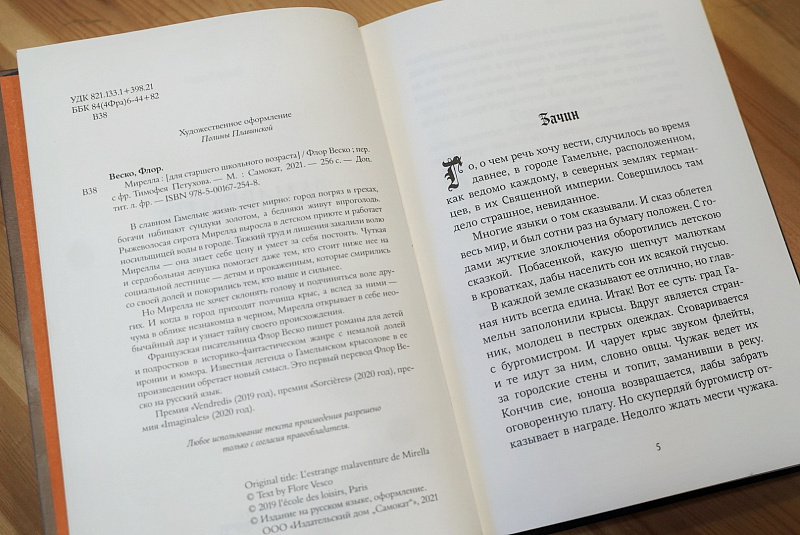 УДК 821.133.1+398.21
ББК 84(4Фра)6-44+82
В38
Художественное оформление
Полины Плавинской
Веско, Флор.
В38 Мирелла : [для старшего школьного возраста] / Флор Веско ; пер.
с фр. Тимофея Петухова. — М. : Самокат, 2021. — 256 с. — Доп.
тит. л. фр. — ISBN 978-5-00167-254-8.
В славном Гамельне жизнь течет мирно: город погряз в грехах,
богачи набивают сундуки золотом, а бедняки живут впроголодь.
Рыжеволосая сирота Мирелла выросла в детском приюте и работает
носильщицей воды в городе. Тяжкий труд и лишения закалили волю
Миреллы — она знает себе цену и умеет за себя постоять. Чуткая
и сердобольная девушка помогает даже тем, кто стоит ниже нее на
социальной лестнице — детям и прокаженным, которые смирились
со своей долей и покорились тем, кто выше и сильнее.
Но Мирелла не хочет склонять голову и подчиняться воле дру-
гих. И когда в город приходят полчища крыс, а вслед за ними —
чума в облике незнакомца в черном, Мирелла открывает в себе нео-
бычайный дар и узнает тайну своего происхождения.
Французская писательница Флор Веско пишет романы для детей
и подростков в историко-фантастическом жанре с немалой долей
иронии и юмора. Известная легенда о Гамельнском крысолове в ее
произведении обретает новый смысл. Это первый перевод Флор Ве-
ско на русский язык.
Премия «Vendredi» (2019 год), премия «Sorcières» (2020 год), пре-
мия «Imaginales» (2020 год).
Любое использование текста произведения разрешено
только с согласия правообладателя.
Original title: L'estrange malaventure de Mirella
© Text by Flore Vesco
© 2019 l'école des loisirs, Paris
© Издание на русском языке, оформление.
ООО «Издательский дом „Самокат“», 2021
Зачин
То, о чем речь хочу вести, случилось во время
давнее, в городе Гамельне, расположенном,
как ведомо каждому, в северных землях герман-
цев, в их Священной империи. Совершилось там
дело страшное, невиданное.
Многие языки о том сказывали. И сказ облетел
весь мир, и был сотни раз на бумагу положен. С го-
дами жуткие злоключения оборотились детскою
сказкой. Побасенкой, какую шепчут малюткам
в кроватках, дабы населить сон их всякой гнусью.
В каждой земле сказывают ее отлично, но глав-
ная нить всегда едина. Итак! Вот ее суть: град Га-
мельн заполонили крысы. Вдруг является стран-
ник, молодец в пестрых одеждах. Сговаривается
с бургомистром. И чарует крыс звуком флейты,
и те идут за ним, словно овцы. Чужак ведет их
за городские стены и топит, заманивши в реку.
Кончив сие, юноша возвращается, дабы забрать
оговоренную плату. Но скупердяй бургомистр от-
казывает в награде. Недолго ждать мести чужака.
5